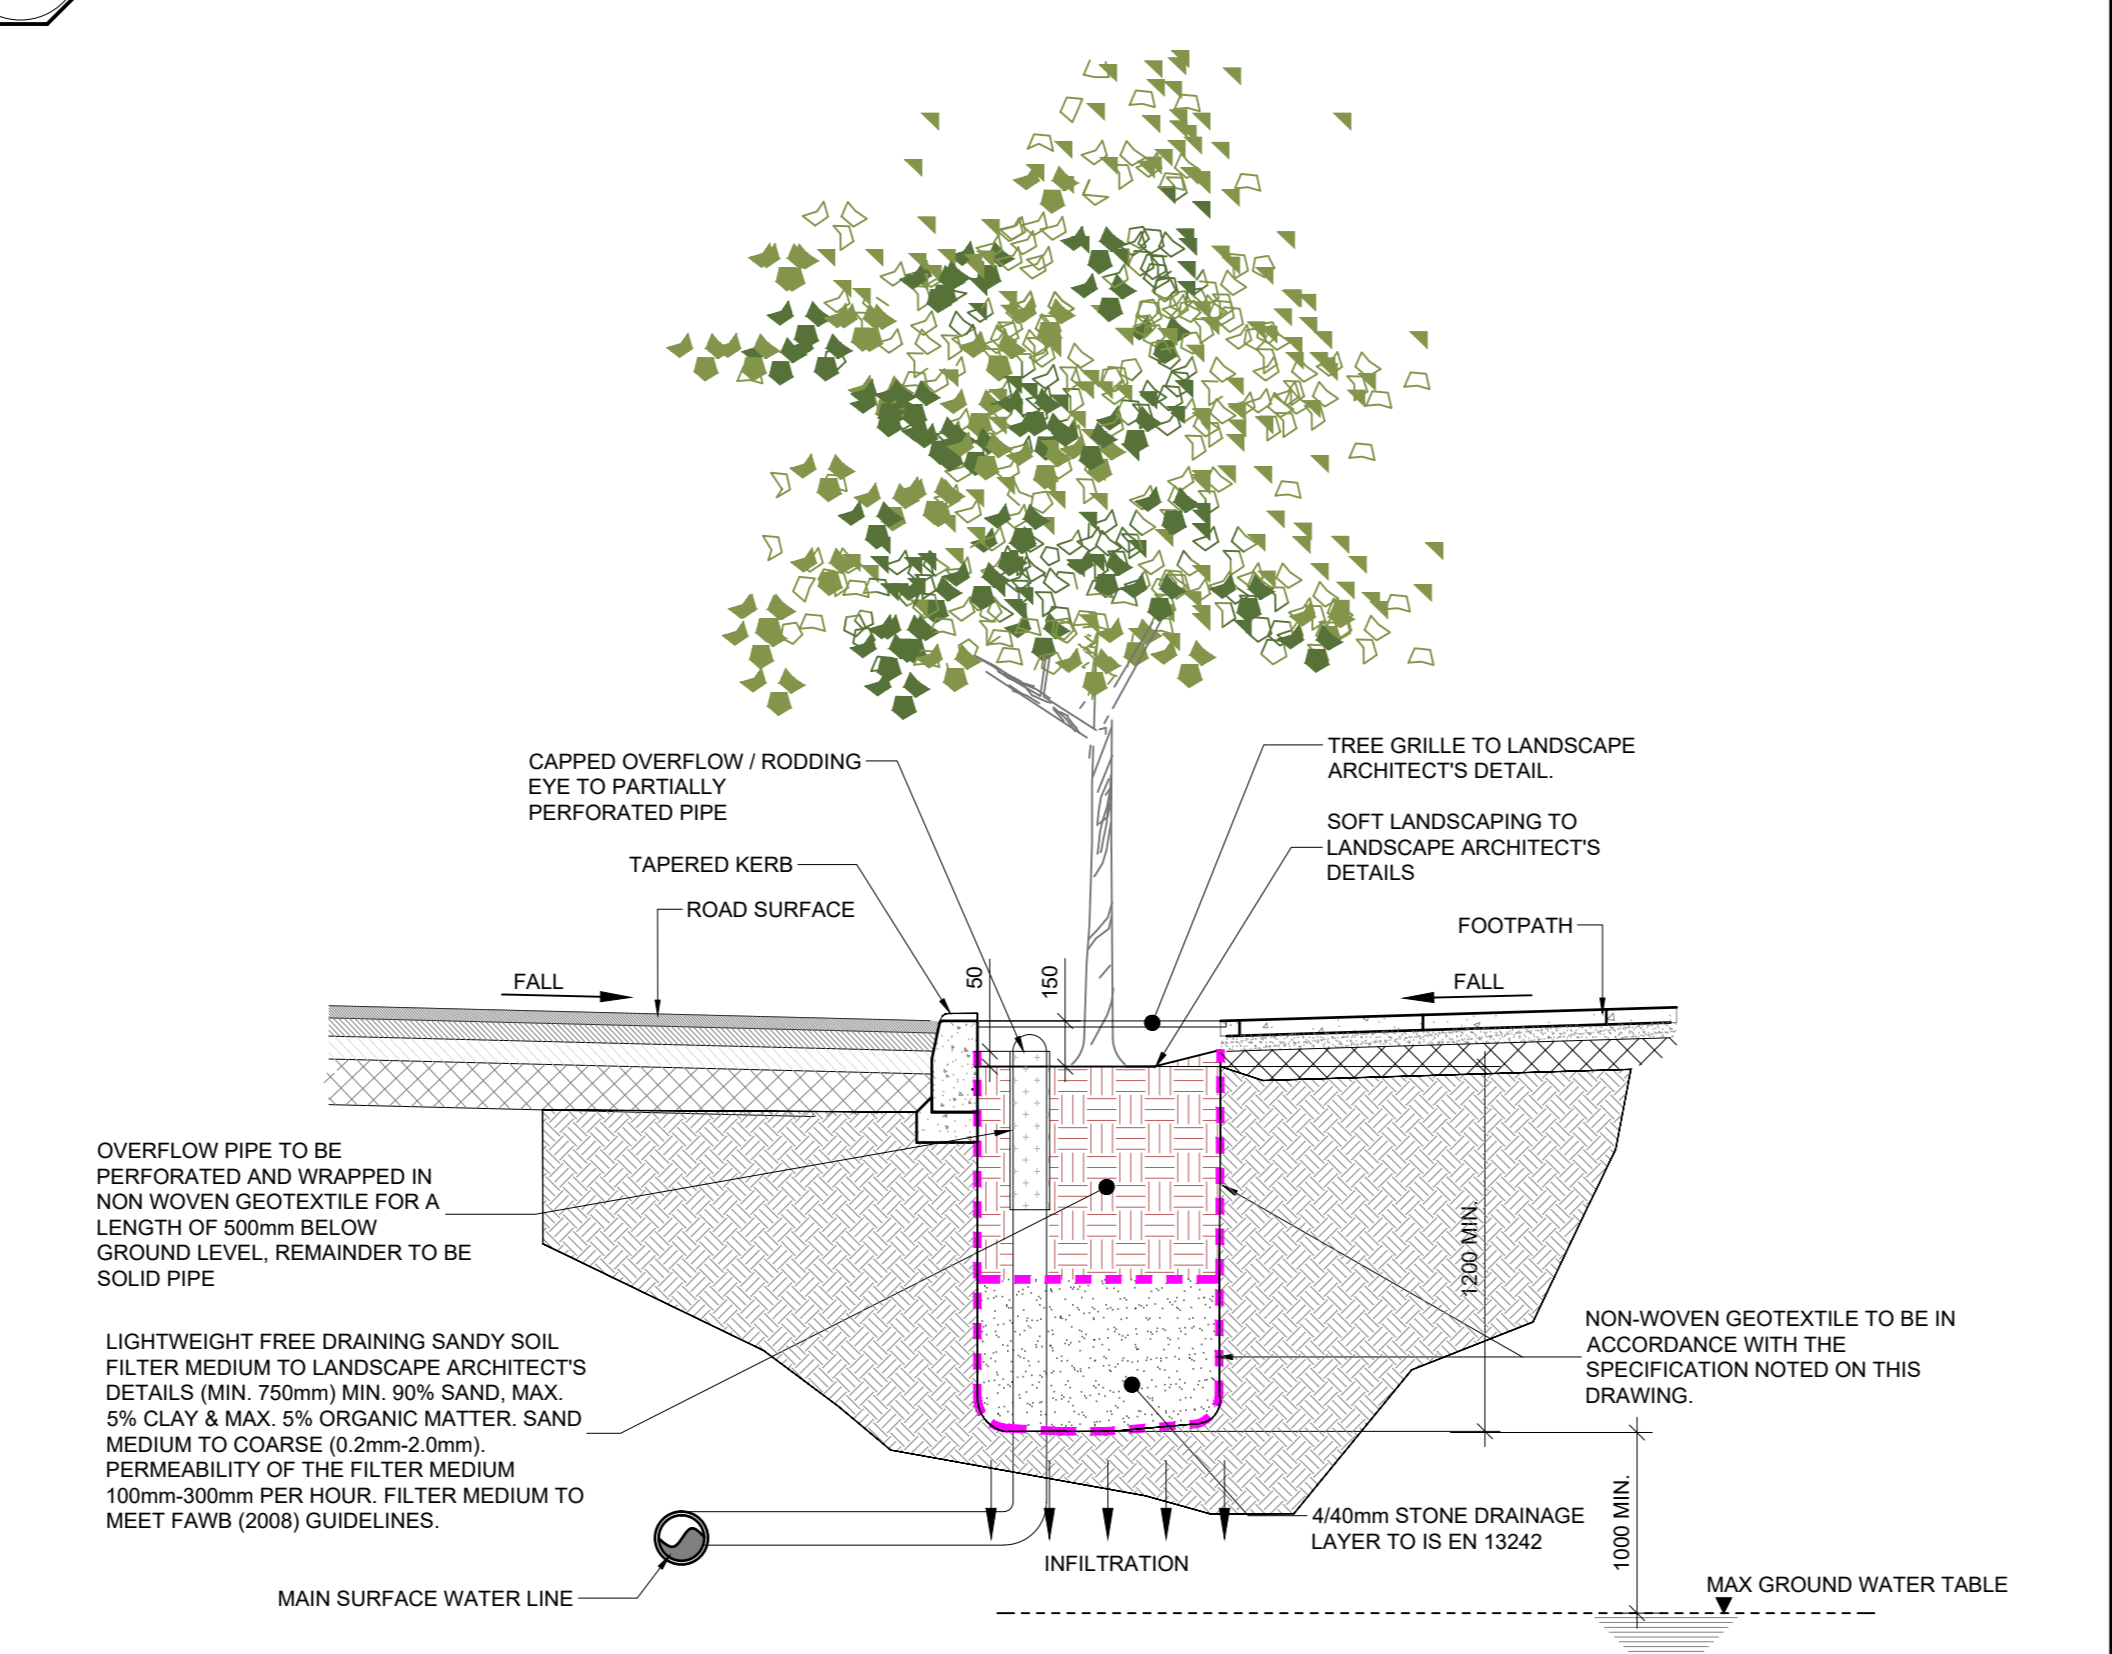 CAPPED OVERFLOW / RODDING
EYE TO PARTIALLY
PERFORATED PIPE
TAPERED KERB
ROAD SURFACE
TREE GRILLE TO LANDSCAPE
ARCHITECT'S DETAIL.
SOFT LANDSCAPING TO
LANDSCAPE ARCHITECT'S
DETAILS
FOOTPATH
FALL
50
150
FALL
OVERFLOW PIPE TO BE
PERFORATED AND WRAPPED IN
NON WOVEN GEOTEXTILE FOR A
LENGTH OF 500mm BELOW
GROUND LEVEL, REMAINDER TO BE
SOLID PIPE
1200 MIN.
LIGHTWEIGHT FREE DRAINING SANDY SOIL
FILTER MEDIUM TO LANDSCAPE ARCHITECT'S
DETAILS (MIN. 750mm) MIN. 90% SAND, MAX.
5% CLAY & MAX. 5% ORGANIC MATTER. SAND
MEDIUM TO COARSE (0.2mm-2.0mm).
PERMEABILITY OF THE FILTER MEDIUM
100mm-300mm PER HOUR. FILTER MEDIUM TO
MEET FAWB (2008) GUIDELINES.
NON-WOVEN GEOTEXTILE TO BE IN
ACCORDANCE WITH THE
SPECIFICATION NOTED ON THIS
DRAWING.
4/40mm STONE DRAINAGE
LAYER TO IS EN 13242
1000 MIN.
INFILTRATION
MAIN SURFACE WATER LINE
MAX GROUND WATER TABLE